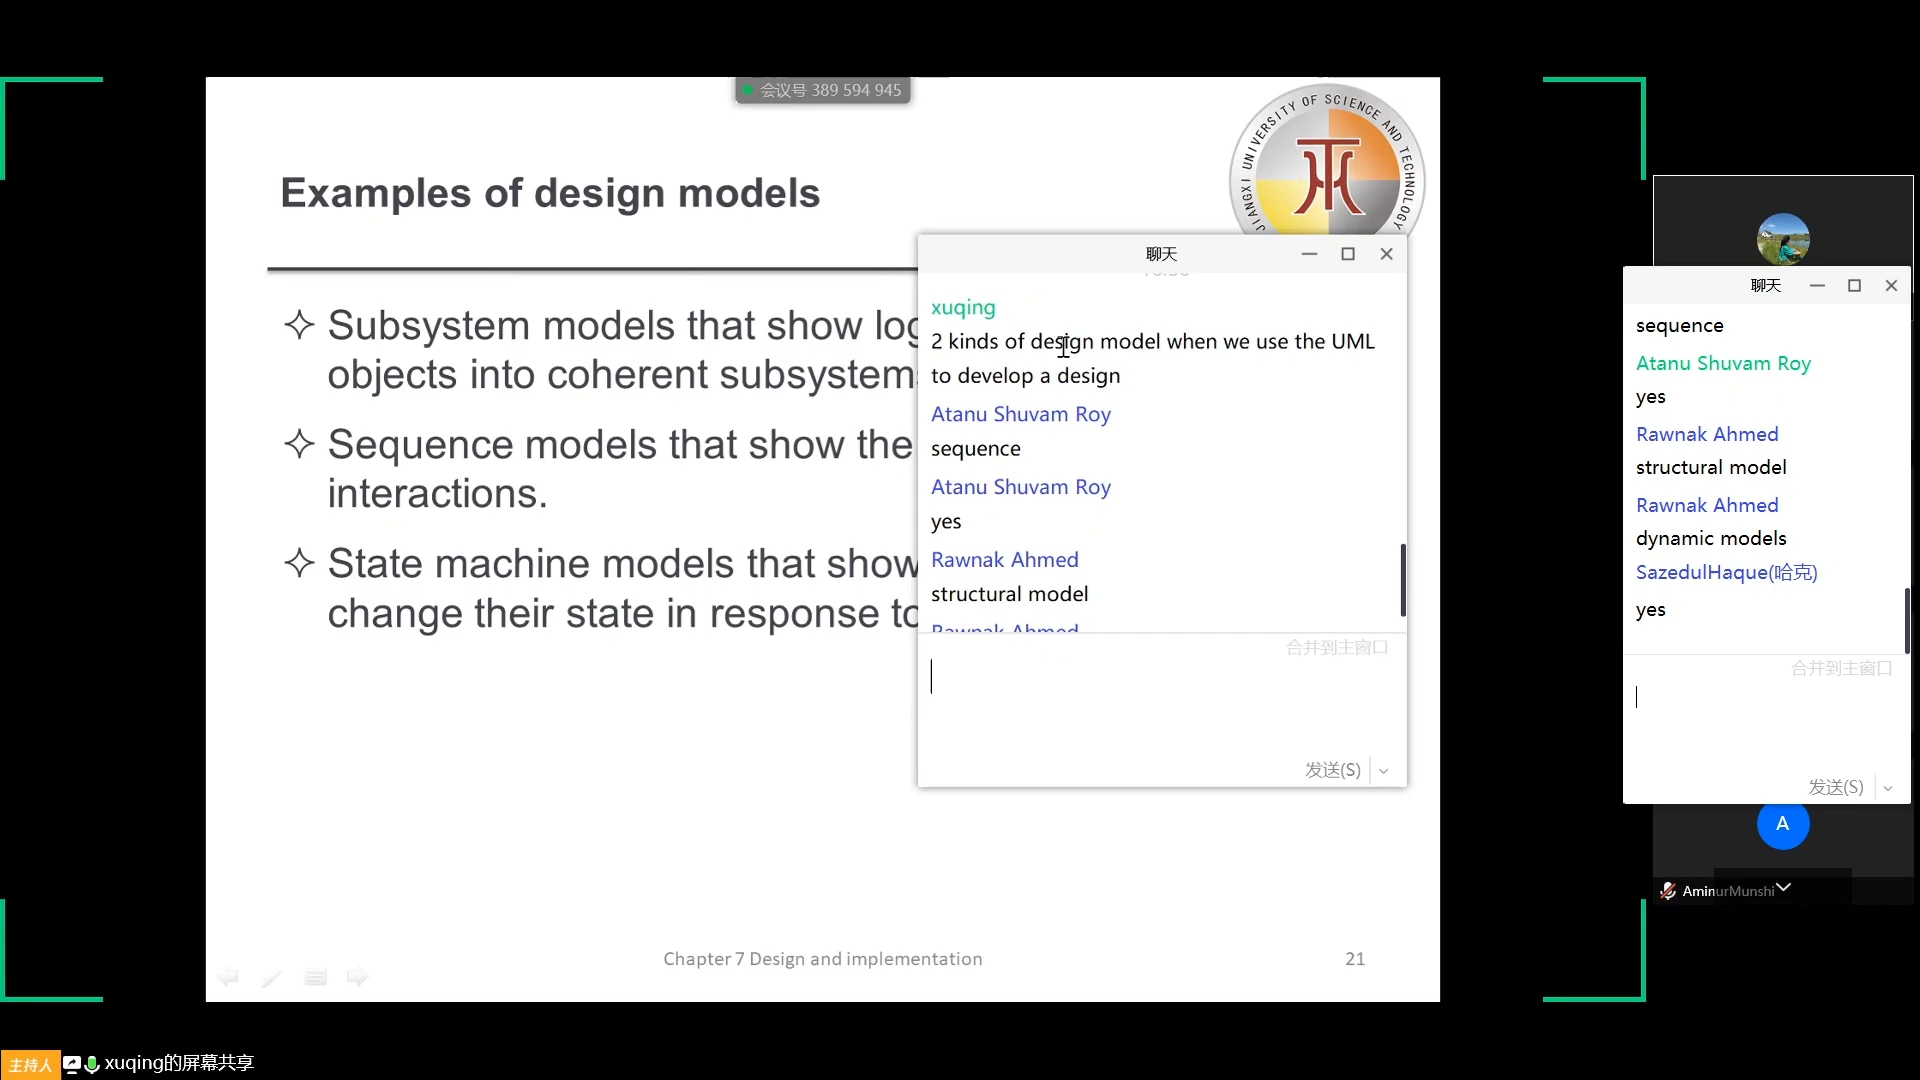 会议号 389 594 945
JIANGXI UNIVERSITY OF SCIENCE AND TECHNOLOGY
Examples of design models
Subsystem models that show
objects into coherent
Sequence models that show the
interactions.
State machine models that show
change their state in response
Chapter 7 Design and implementation
21
聊天
xuqing
2 kinds of design model when we use the UML
to develop a design
Atanu Shuvam Roy
sequence
Atanu Shuvam Roy
yes
Rawnak Ahmed
structural model
Rawnak Ahmed
合并到主窗口
发送(S)
聊天
sequence
Atanu Shuvam Roy
yes
Rawnak Ahmed
structural model
Rawnak Ahmed
dynamic models
SazedulHaque(哈克)
yes
合并到主窗口
发送(S)
A
AminurMunshi
主持人 xuqing的屏幕共享